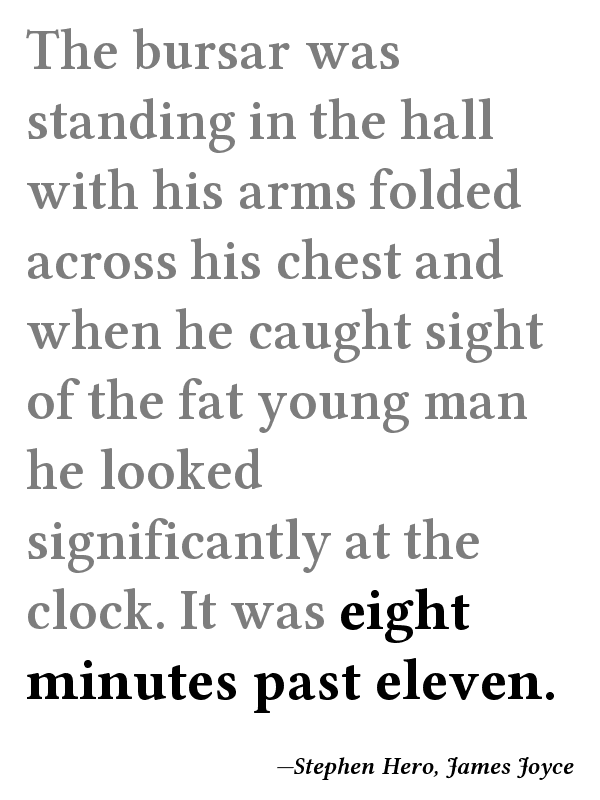 The bursar was
standing in the hall
with his arms folded
across his chest and
when he caught sight
of the fat young man
he looked
significantly at the
clock. It was eight
minutes past eleven.
—Stephen Hero, James Joyce